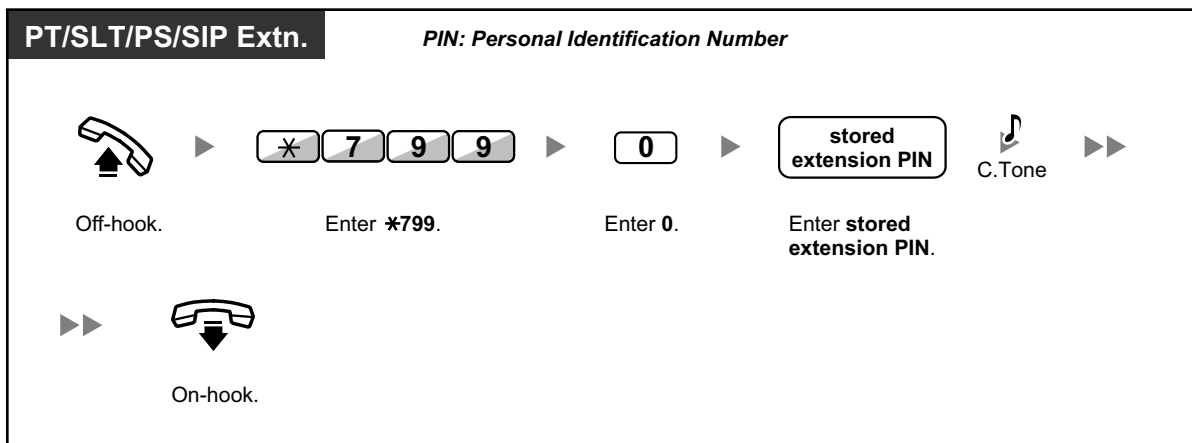 PT/SLT/PS/SIP Extn. PIN: Personal Identification Number
* 7 9 9 0 stored
extension PIN
C.Tone
Off-hook. Enter *799. Enter 0. Enter stored
extension PIN.
On-hook.